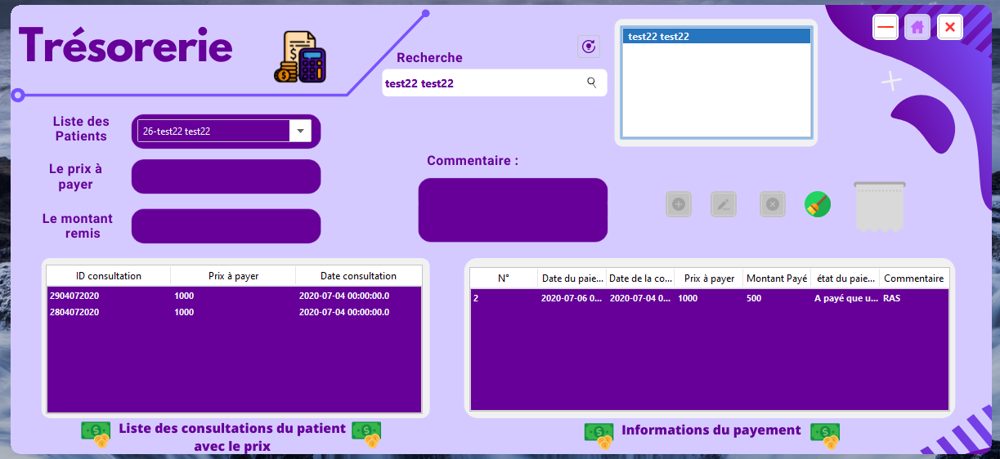 Trésorerie
Recherche
test22 test22
test22 test22
Liste des
Patients
26-test22 test22
Le prix à
payer
Commentaire :
Le montant
remis
ID consultation Prix à payer Date consultation
2904072020 1000 2020-07-04 00:00:00.0
2804072020 1000 2020-07-04 00:00:00.0
N° Date du paie... Date de la co... Prix à payer Montant Payé état du paie... Commentaire
2 2020-07-06 0... 2020-07-04 0... 1000 500 A payé que u... RAS
Liste des consultations du patient
avec le prix
Informations du payement